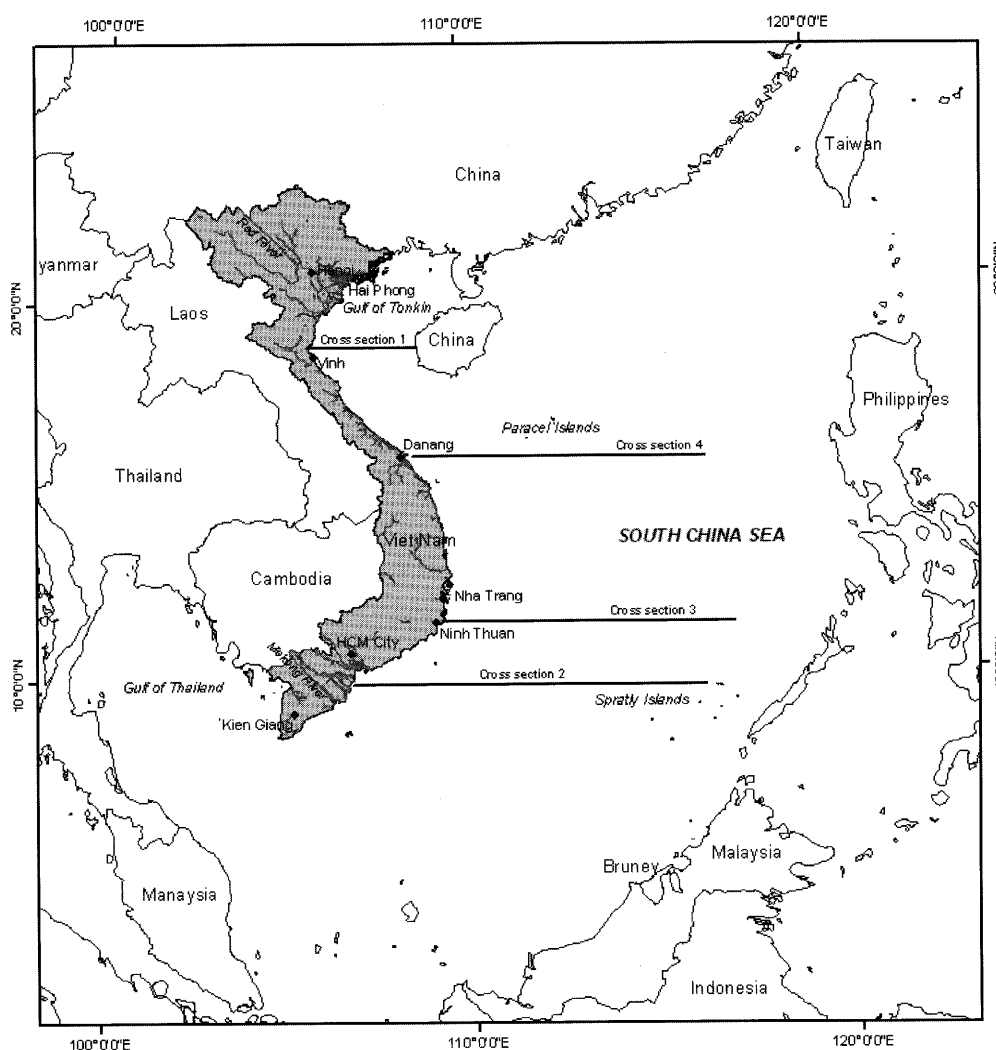 100°0'0"E
110°0'0"E
120°0'0"E
Taiwan
China
Red River
yanmar
Hanoi
Hai Phong
20°0'0"N
Laos
Gulf of Tonkin
Cross section 1
China
Vinh
Philippines
Paracel Islands
Danang
Cross section 4
Thailand
SOUTH CHINA SEA
Viet Nam
Cambodia
Nha Trang
Cross section 3
Ninh Thuan
HCM City
Mekong River
Cross section 2
10°0'0"N
Gulf of Thailand
Spratly Islands
'Kien Giang
Bruney
Malaysia
Manaysia
Indonesia
100°0'0"E
110°0'0"E
120°0'0"E